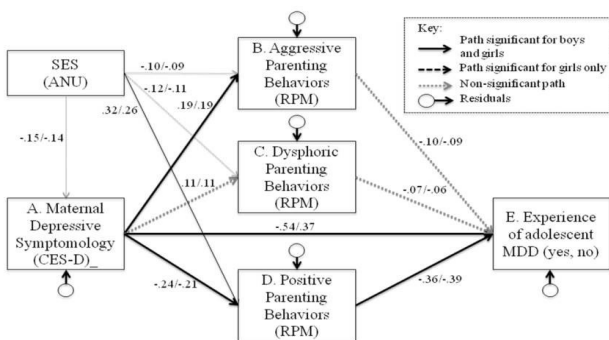 SES
(ANU)
-.15/-.14
A. Maternal
Depressive
Symptomology
(CES-D)_
-.10/-.09
-.12/-.11
.32/.26
.19/.19
.11/.11
-.54/.37
-.24/-.21
B. Aggressive
Parenting
Behaviors
(RPM)
C. Dysphoric
Parenting
Behaviors
(RPM)
D. Positive
Parenting
Behaviors
(RPM)
-.10/-.09
-.07/-.06
-.36/-.39
E. Experience
of adolescent
MDD (yes, no)
Key:
Path significant for boys
and girls
Path significant for girls only
Non-significant path
Residuals